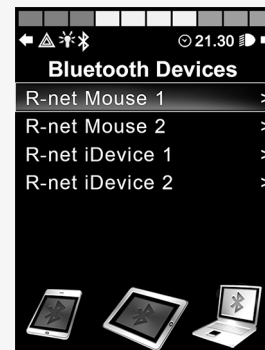 21.30
Bluetooth Devices
R-net Mouse 1 >
R-net Mouse 2 >
R-net iDevice 1 >
R-net iDevice 2 >